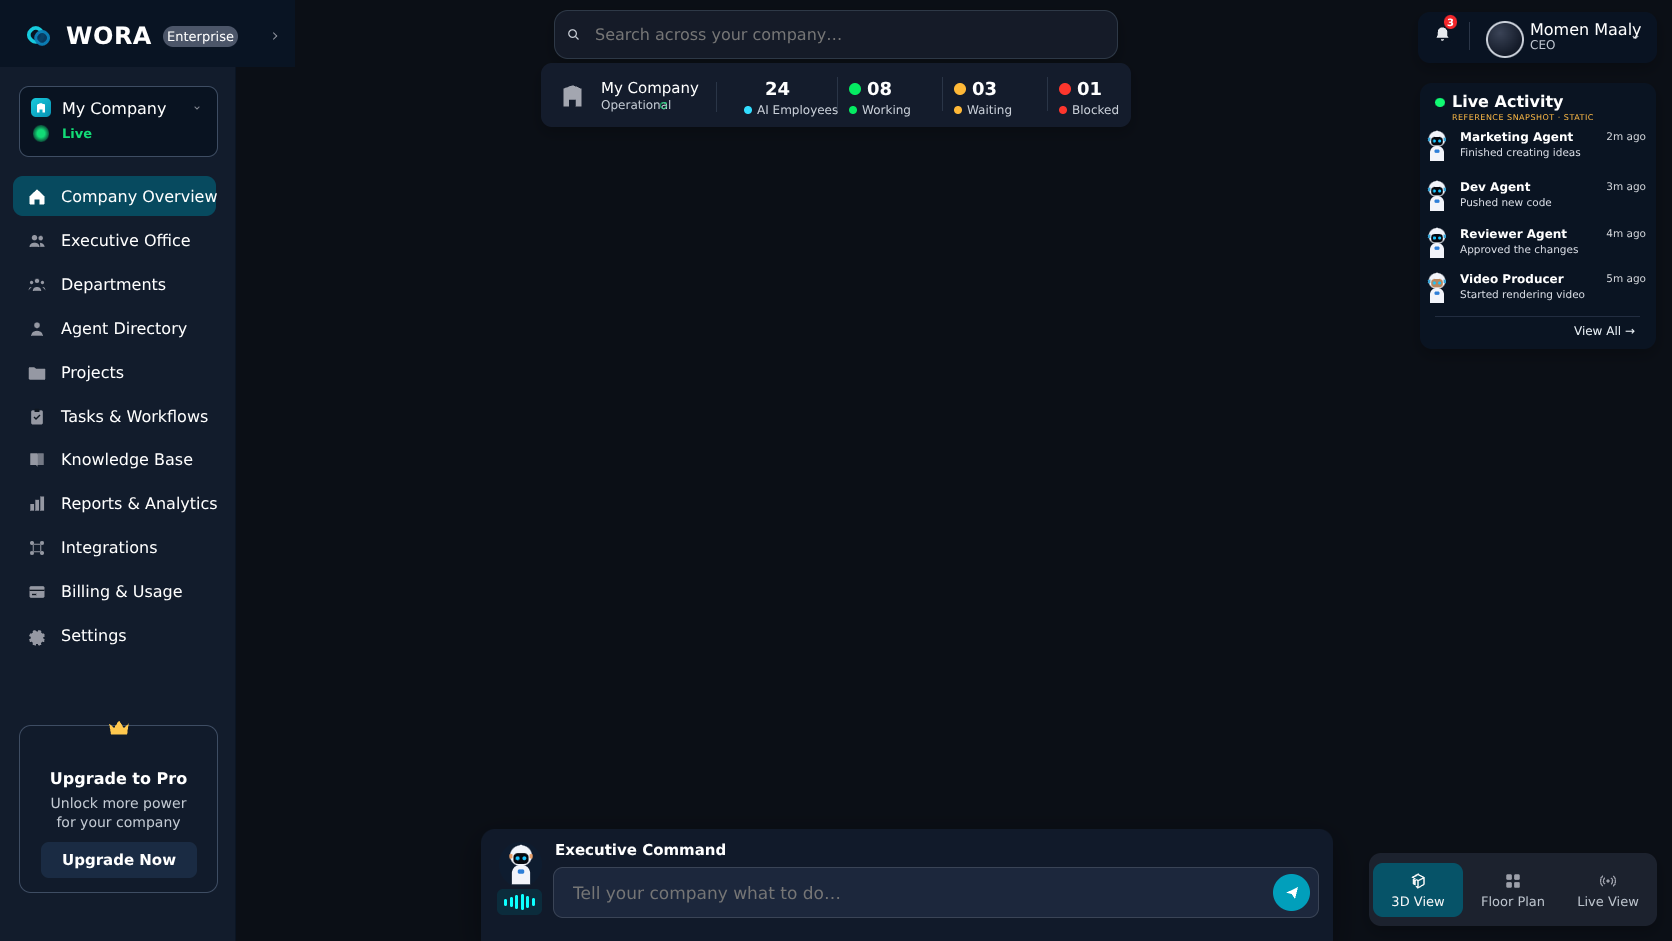 WORA
Enterprise
Search across your company...
3
Momen Maaly
CEO
My Company
Live
My Company
Operational
24
AI Employees
08
Working
03
Waiting
01
Blocked
Live Activity
REFERENCE SNAPSHOT · STATIC
Marketing Agent
2m ago
Finished creating ideas
Dev Agent
3m ago
Pushed new code
Reviewer Agent
4m ago
Approved the changes
Video Producer
5m ago
Started rendering video
View All →
Company Overview
Executive Office
Departments
Agent Directory
Projects
Tasks & Workflows
Knowledge Base
Reports & Analytics
Integrations
Billing & Usage
Settings
Upgrade to Pro
Unlock more power
for your company
Upgrade Now
Executive Command
Tell your company what to do...
3D View
Floor Plan
Live View